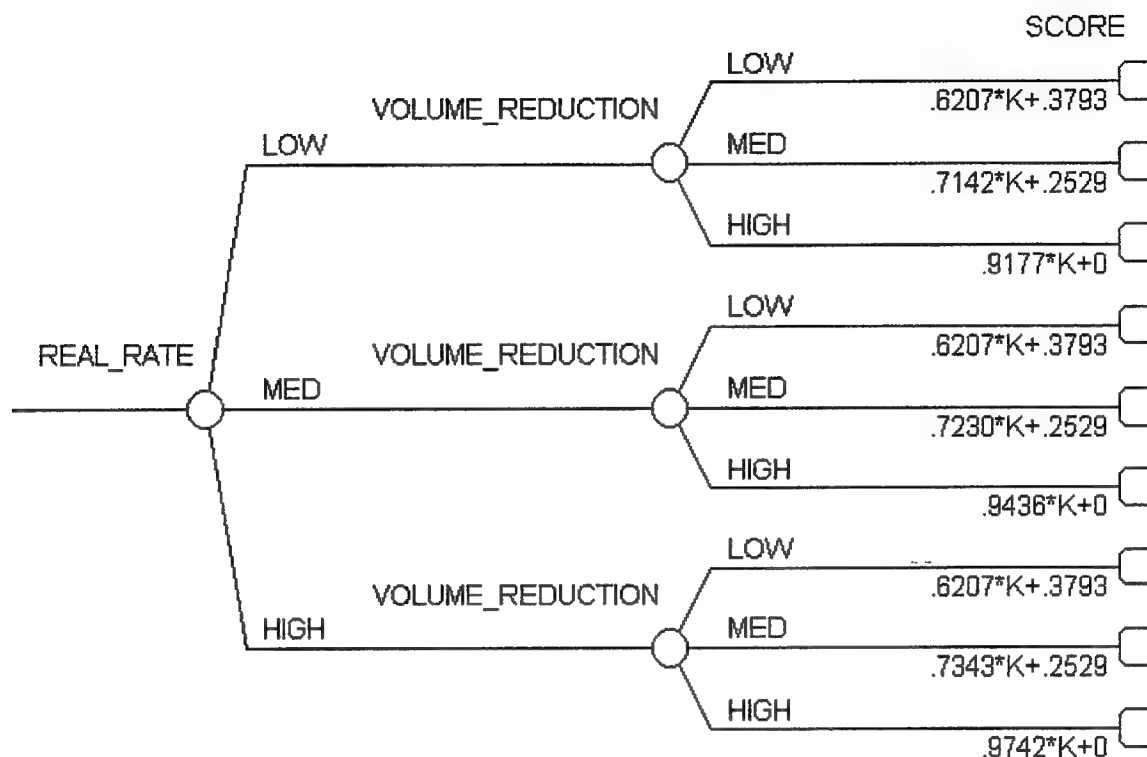 SCORE
LOW
.6207*K+.3793
VOLUME_REDUCTION
LOW
MED
.7142*K+.2529
HIGH
.9177*K+0
LOW
.6207*K+.3793
REAL_RATE
VOLUME_REDUCTION
MED
MED
.7230*K+.2529
HIGH
.9436*K+0
LOW
.6207*K+.3793
VOLUME_REDUCTION
HIGH
MED
.7343*K+.2529
HIGH
.9742*K+0